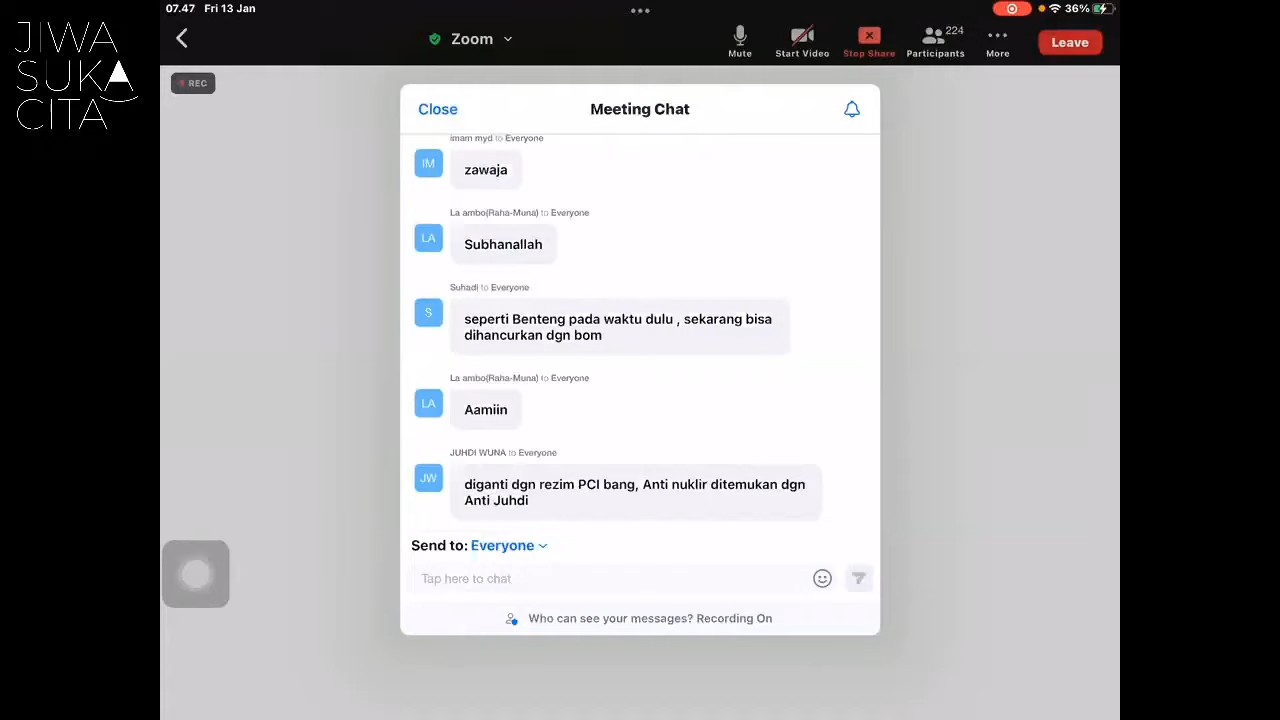 JIWA
SUKA
CITA
07.47 Fri 13 Jan
36%
Zoom
Mute
Start Video
Stop Share
224
Participants
More
Leave
REC
Close
Meeting Chat
imam myd to Everyone
IM
zawaja
La ambo(Raha-Muna) to Everyone
LA
Subhanallah
Suhadi to Everyone
S
seperti Benteng pada waktu dulu , sekarang bisa
dihancurkan dgn bom
La ambo(Raha-Muna) to Everyone
LA
Aamiin
JUHDI WUNA to Everyone
JW
diganti dgn rezim PCI bang, Anti nuklir ditemukan dgn
Anti Juhdi
Send to: Everyone
Tap here to chat
Who can see your messages? Recording On